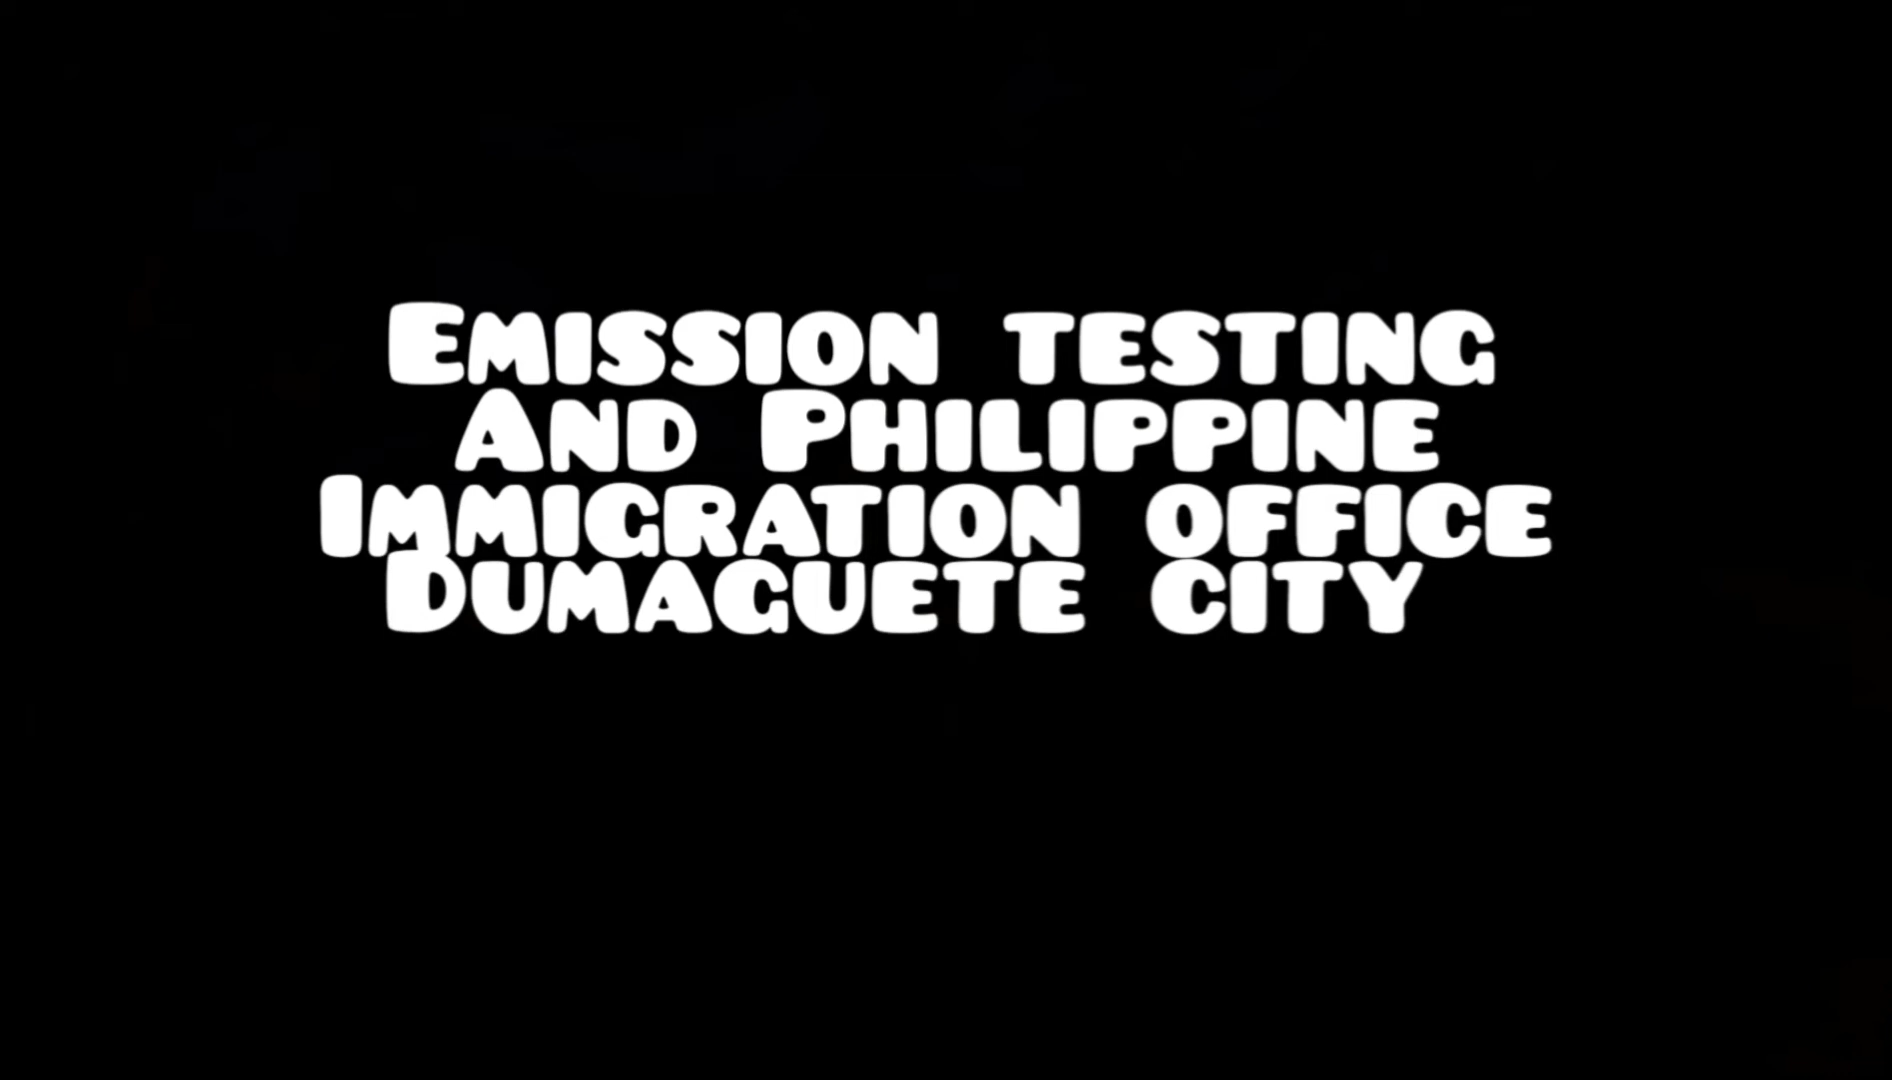 Emission testing
And Philippine
Immigration office
Dumaguete city